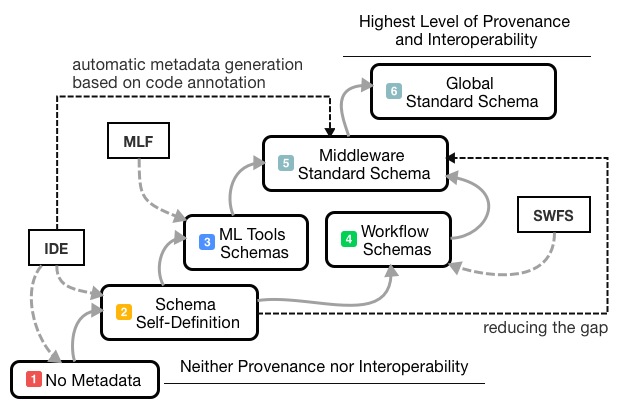 Highest Level of Provenance
and Interoperability
automatic metadata generation
based on code annotation
6 Global
Standard Schema
MLF
5 Middleware
Standard Schema
SWFS
IDE
3 ML Tools
Schemas
4 Workflow
Schemas
2 Schema
Self-Definition
reducing the gap
Neither Provenance nor Interoperability
1 No Metadata